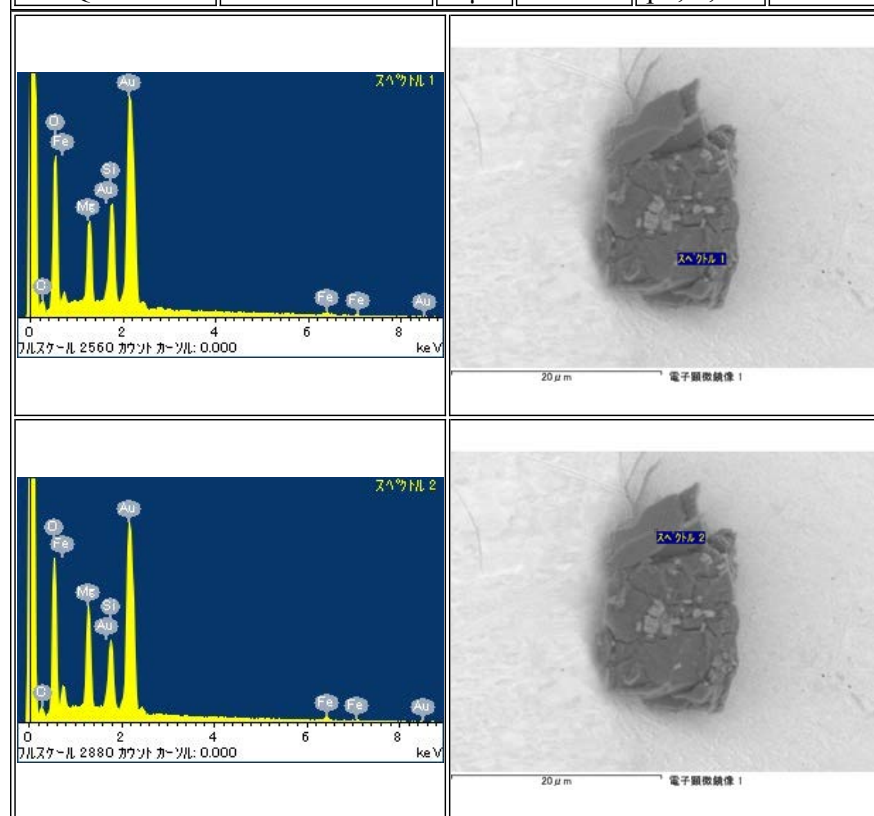 スペクトル 1
Au
O
Fe
Si
Au
Mg
C
Fe
Fe
Au
0 2 4 6 8
フルスケール 2560 カウント カーソル: 0.000 keV
スペクトル 1
20μm 電子顕微鏡像 1
スペクトル 2
Au
O
Fe
Mg
Si
Au
C
Fe
Fe
Au
0 2 4 6 8
フルスケール 2880 カウント カーソル: 0.000 keV
スペクトル 2
20μm 電子顕微鏡像 1